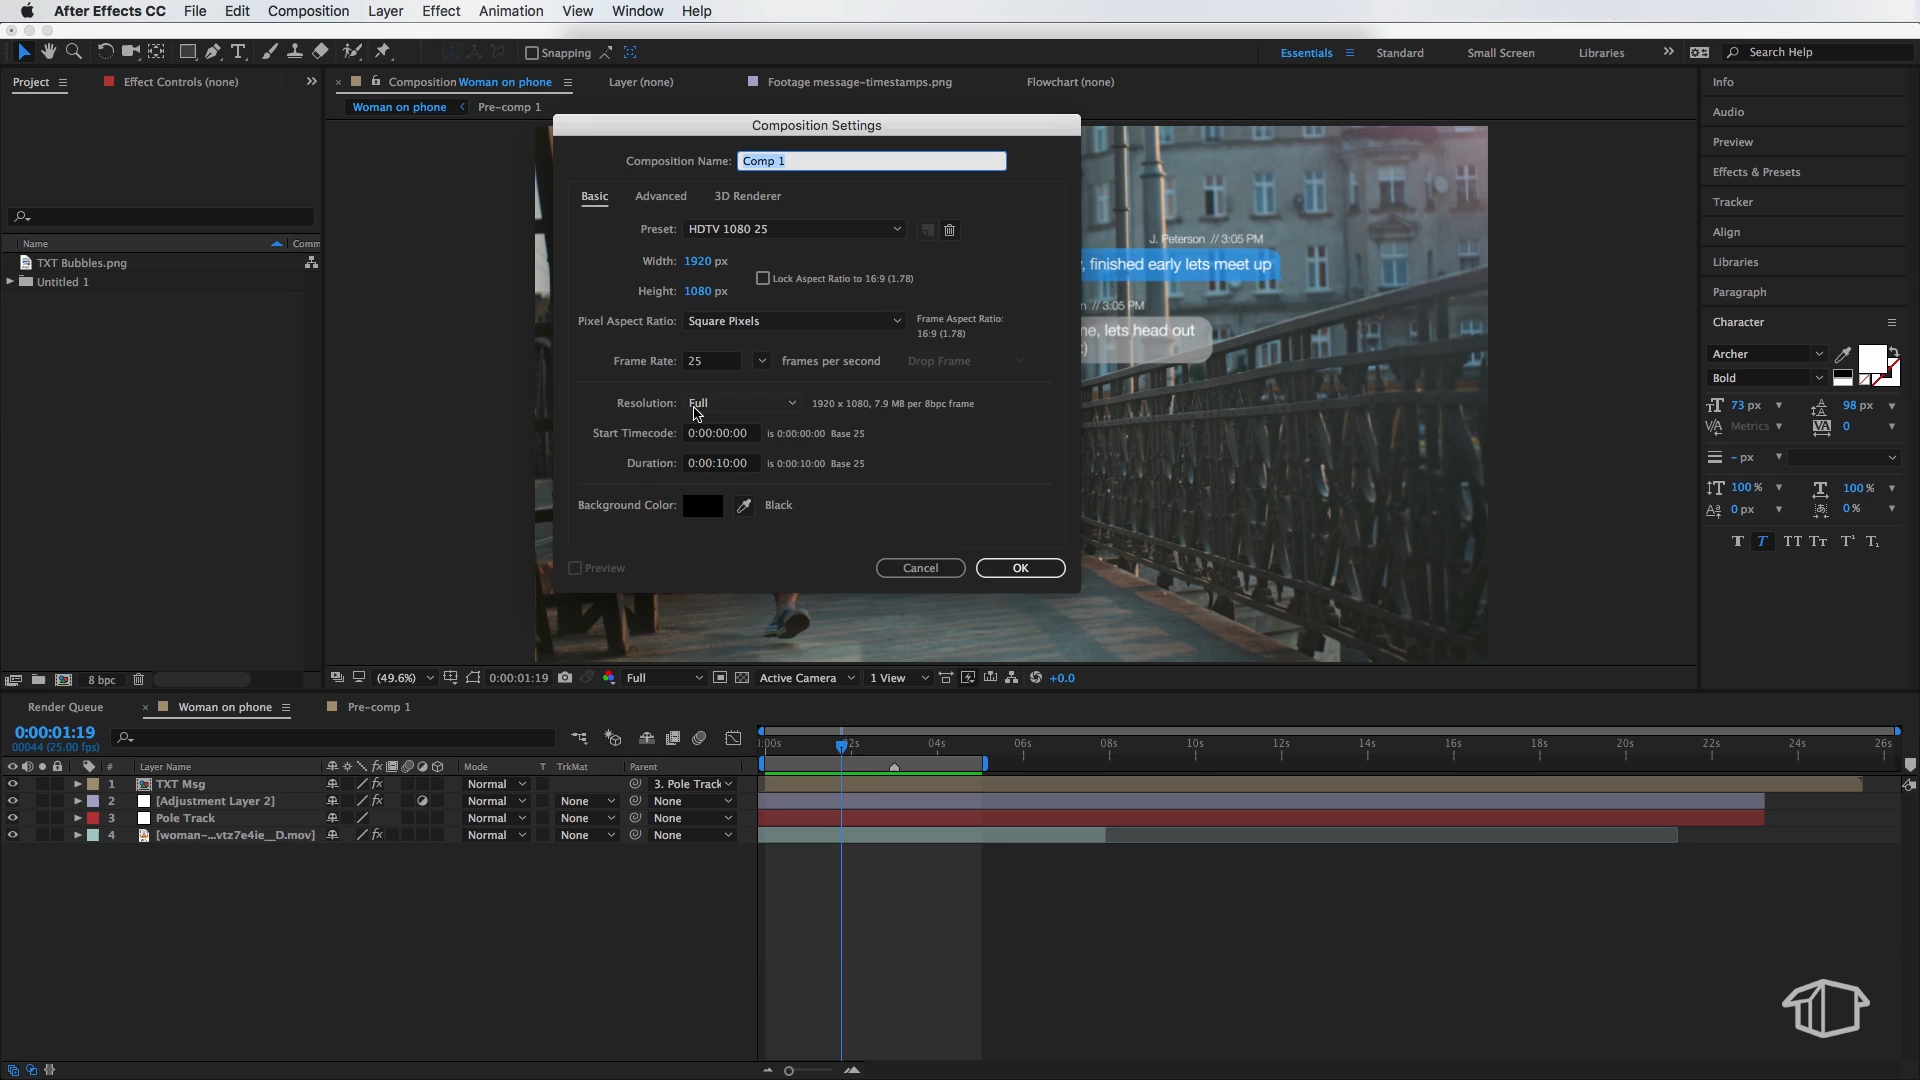 After Effects CC File Edit Composition Layer Effect Animation View Window Help
Snapping Essentials Standard Small Screen Libraries Search Help
Project Effect Controls (none) Composition Woman on phone Layer (none) Footage message-timestamps.png Flowchart (none) Info
Woman on phone Pre-comp 1
Audio
Preview
Effects & Presets
Tracker
Align
Libraries
Paragraph
Character
Archer
Bold
73 px 98 px
Metrics 0
- px
100 % 100 %
0 px 0 %
T T TT Tt T¹ T₁
Name Comm
TXT Bubbles.png
Untitled 1
8 bpc
Composition Settings
Composition Name: Comp 1
Basic Advanced 3D Renderer
Preset: HDTV 1080 25
Width: 1920 px
Lock Aspect Ratio to 16:9 (1.78)
Height: 1080 px
Pixel Aspect Ratio: Square Pixels Frame Aspect Ratio:
16:9 (1.78)
Frame Rate: 25 frames per second Drop Frame
Resolution: Full 1920 x 1080, 7.9 MB per 8bpc frame
Start Timecode: 0:00:00:00 is 0:00:00:00 Base 25
Duration: 0:00:10:00 is 0:00:10:00 Base 25
Background Color: Black
Preview Cancel OK
J. Peterson // 3:05 PM
, finished early lets meet up
// 3:05 PM
lets head out
:)
(49.6%) 0:00:01:19 Full Active Camera 1 View +0.0
Render Queue Woman on phone Pre-comp 1
0:00:01:19
00044 (25.00 fps)
:00s 02s 04s 06s 08s 10s 12s 14s 16s 18s 20s 22s 24s 26s
# Layer Name Mode T TrkMat Parent
1 TXT Msg Normal 3. Pole Track
2 [Adjustment Layer 2] Normal None None
3 Pole Track Normal None None
4 [woman-...vtz7e4ie__D.mov] Normal None None